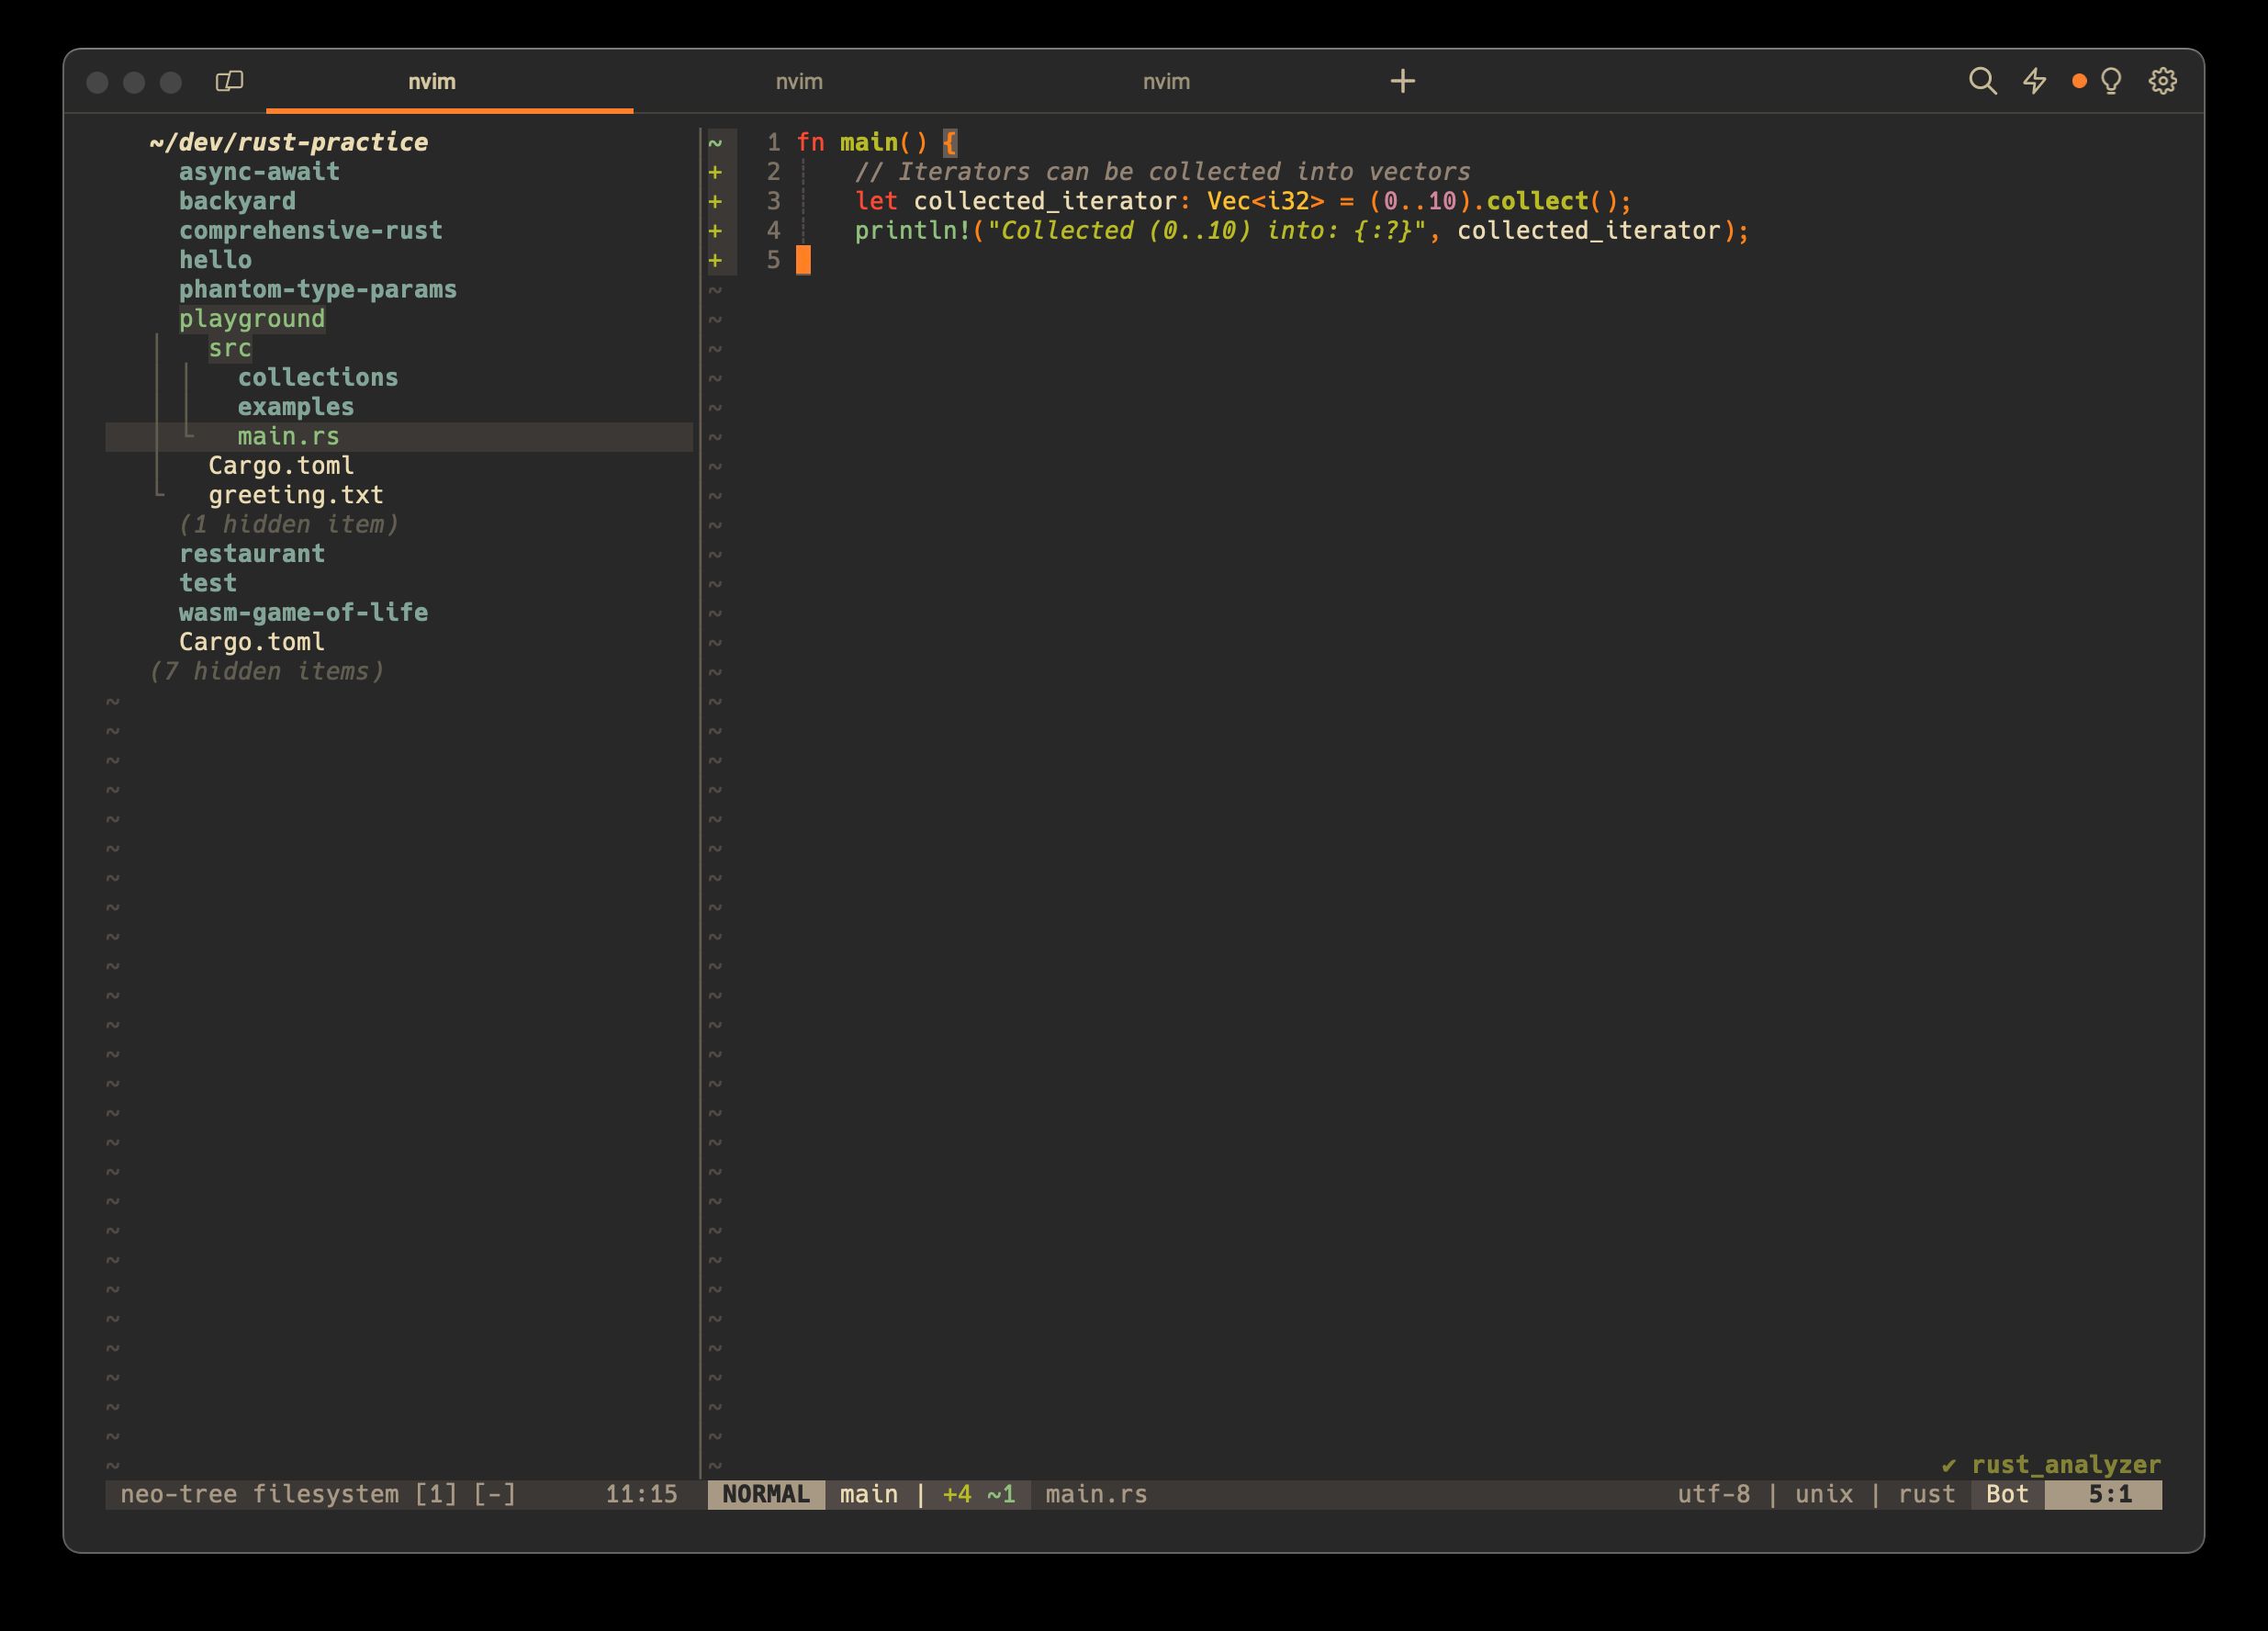 nvim nvim nvim +
~/dev/rust-practice
async-await
backyard
comprehensive-rust
hello
phantom-type-params
playground
src
collections
examples
main.rs
Cargo.toml
greeting.txt
(1 hidden item)
restaurant
test
wasm-game-of-life
Cargo.toml
(7 hidden items)
~ 1 fn main() {
+ 2 // Iterators can be collected into vectors
+ 3 let collected_iterator: Vec<i32> = (0..10).collect();
+ 4 println!("Collected (0..10) into: {:?}", collected_iterator);
+ 5 }
✔ rust_analyzer
neo-tree filesystem [1] [-] 11:15
NORMAL main | +4 ~1 main.rs utf-8 | unix | rust Bot 5:1